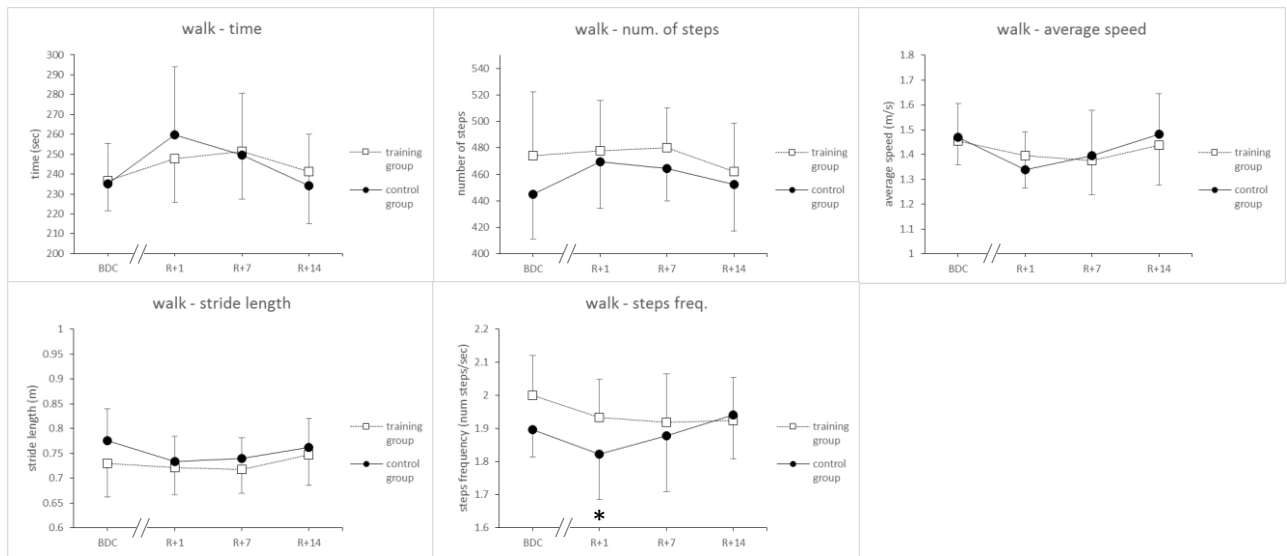 walk - time
300
290
280
270
260
250
240
230
220
210
200
time (sec)
BDC
R+1
R+7
R+14
training
group
control
group
walk - num. of steps
540
520
500
480
460
440
420
400
number of steps
BDC
R+1
R+7
R+14
training
group
control
group
walk - average speed
1.8
1.7
1.6
1.5
1.4
1.3
1.2
1.1
1
average speed (m/s)
BDC
R+1
R+7
R+14
training
group
control
group
walk - stride length
1
0.95
0.9
0.85
0.8
0.75
0.7
0.65
0.6
stride length (m)
BDC
R+1
R+7
R+14
training
group
control
group
walk - steps freq.
2.2
2.1
2
1.9
1.8
1.7
1.6
steps frequency (num steps/sec)
*
BDC
R+1
R+7
R+14
training
group
control
group